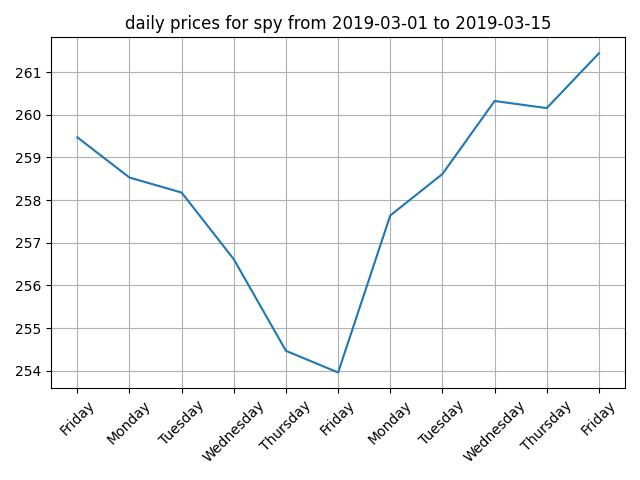 daily prices for spy from 2019-03-01 to 2019-03-15
261
260
259
258
257
256
255
254
Friday
Monday
Tuesday
Wednesday
Thursday
Friday
Monday
Tuesday
Wednesday
Thursday
Friday